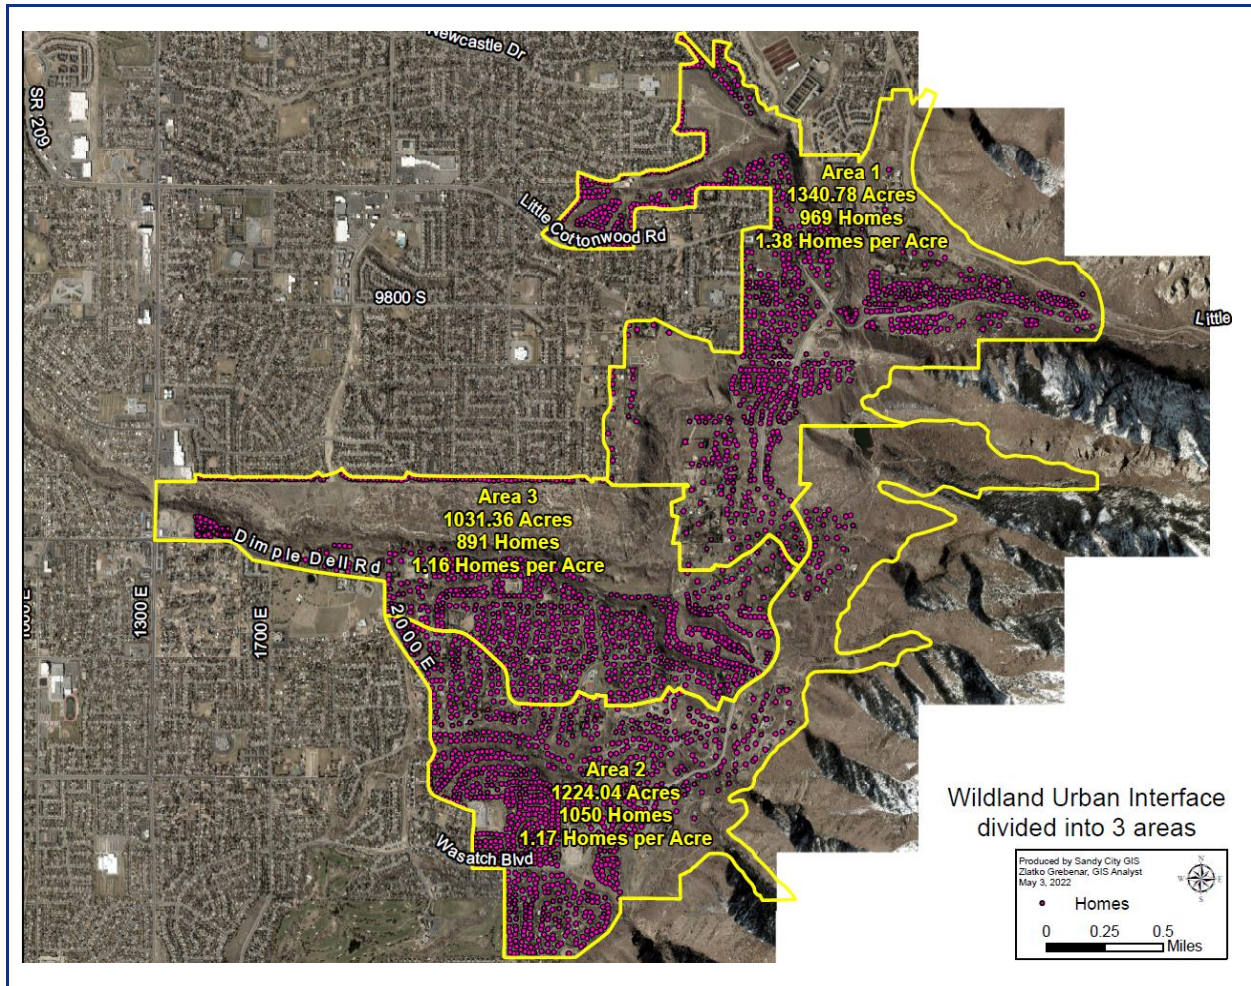 Newcastle Dr
SR 209
Area 1
1340.78 Acres
969 Homes
1.38 Homes per Acre
Little Cottonwood Rd
9800 S
Little
Area 3
1031.36 Acres
891 Homes
1.16 Homes per Acre
Dimple Dell Rd
1300 E
1700 E
2000 E
Area 2
1224.04 Acres
1050 Homes
1.17 Homes per Acre
Wasatch Blvd
Wildland Urban Interface
divided into 3 areas
Produced by Sandy City GIS
Zlatko Grebenar, GIS Analyst
May 3, 2022
N
W E
S
Homes
0 0.25 0.5
Miles